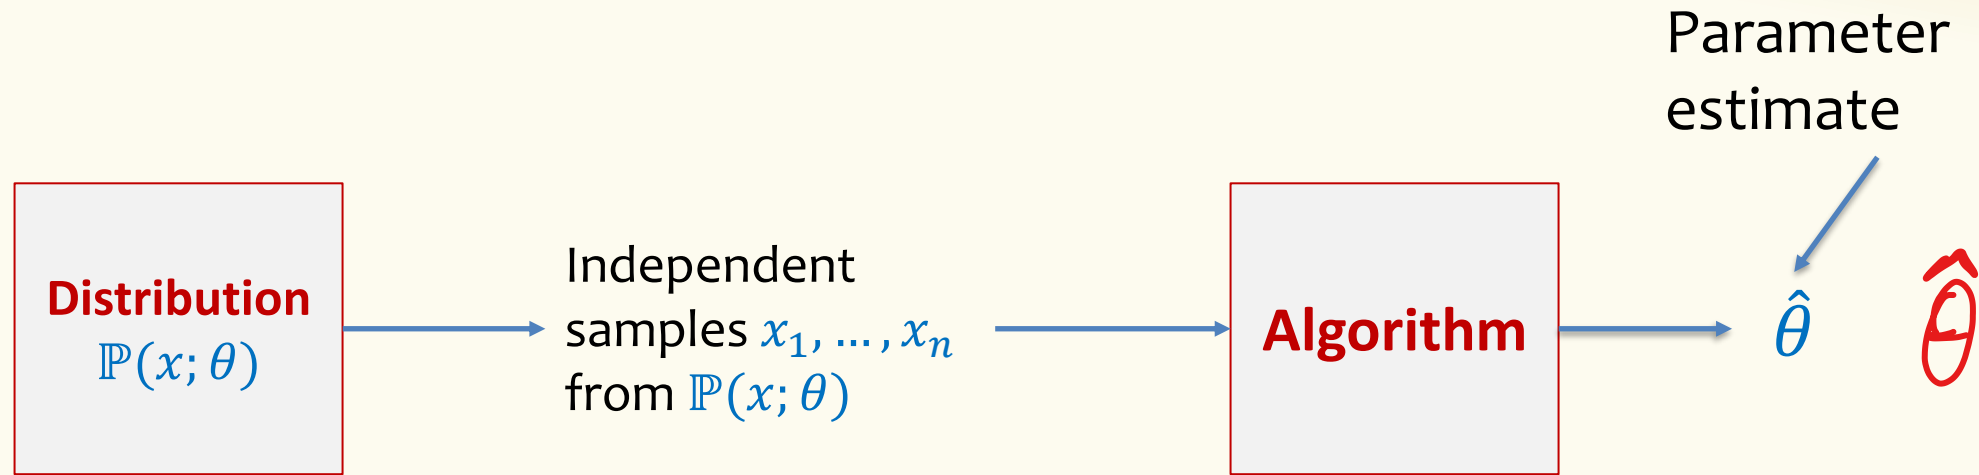 Parameter
estimate
Distribution
ℙ(x; θ)
Independent
samples x₁, … , xₙ
from ℙ(x; θ)
Algorithm
θ̂
Θ̂